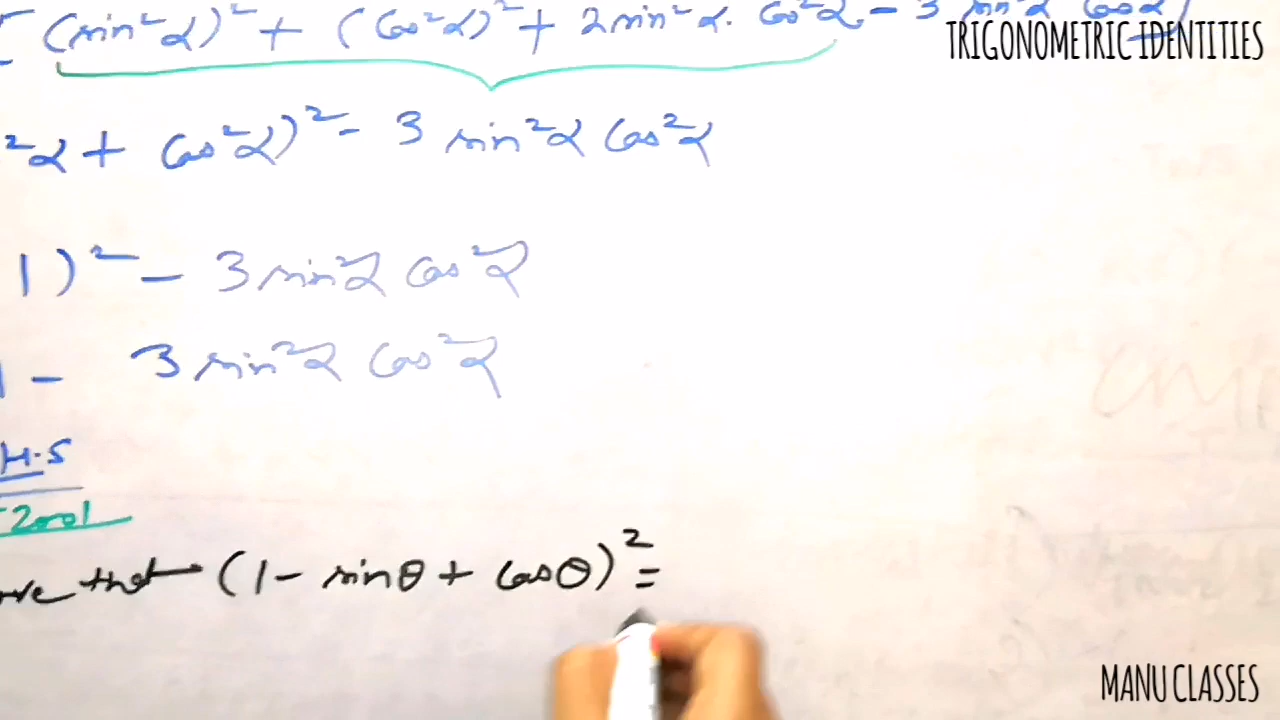 (sin²α)² + (cos²α)² + 2sin²α. cos²α - 3 sin²α cos²α
TRIGONOMETRIC IDENTITIES
²α + cos²α)² - 3 sin²α cos²α
1)² - 3 sin²α cos²α
1 - 3 sin²α cos²α
H.S
2001
ove that (1 - sinθ + cosθ)² =
MANU CLASSES